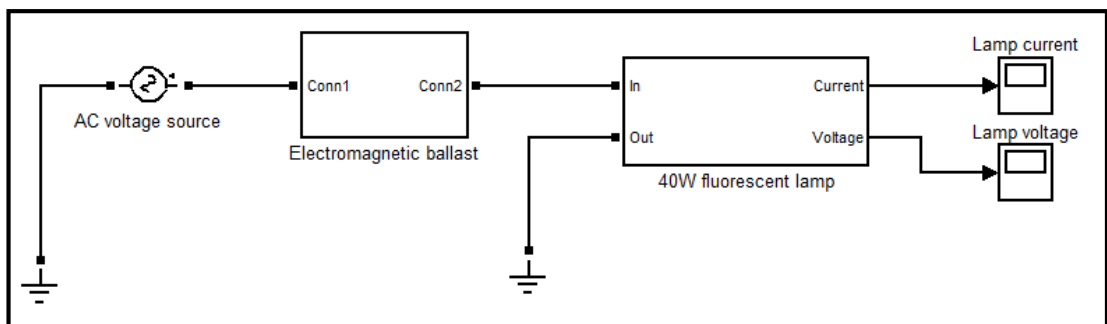 Lamp current
Conn1
Conn2
In
Current
AC voltage source
Lamp voltage
Out
Voltage
Electromagnetic ballast
40W fluorescent lamp